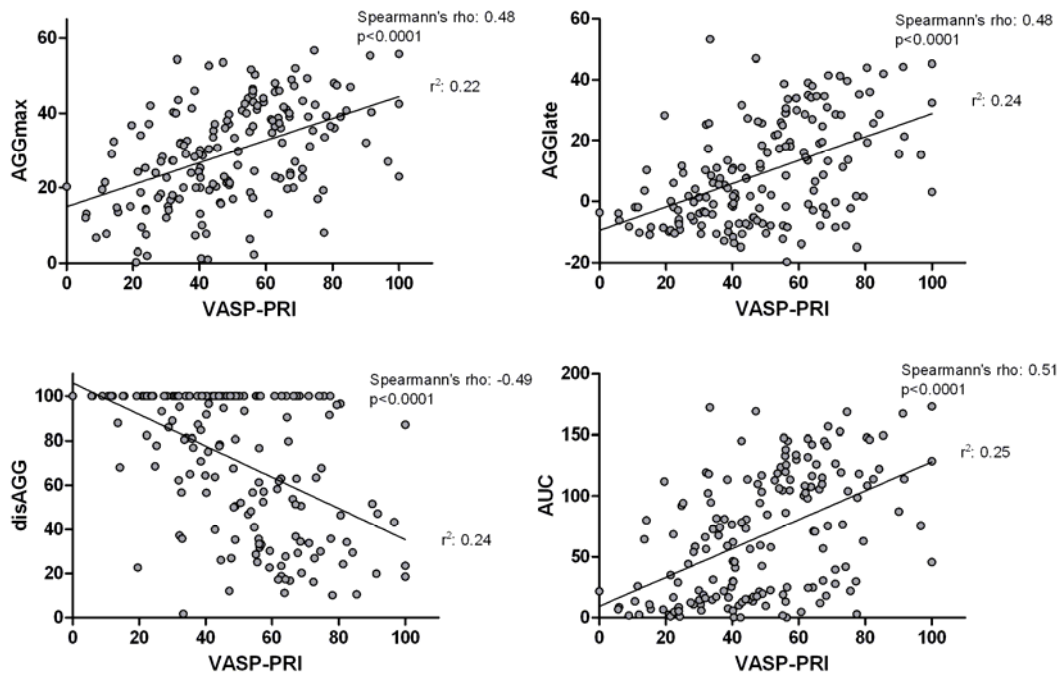 Spearmann's rho: 0.48
p<0.0001
r²: 0.22
AGGmax
60
40
20
0
0 20 40 60 80 100
VASP-PRI
Spearmann's rho: 0.48
p<0.0001
r²: 0.24
AGGlate
60
40
20
0
-20
0 20 40 60 80 100
VASP-PRI
Spearmann's rho: -0.49
p<0.0001
r²: 0.24
disAGG
100
80
60
40
20
0
0 20 40 60 80 100
VASP-PRI
Spearmann's rho: 0.51
p<0.0001
r²: 0.25
AUC
200
150
100
50
0
0 20 40 60 80 100
VASP-PRI